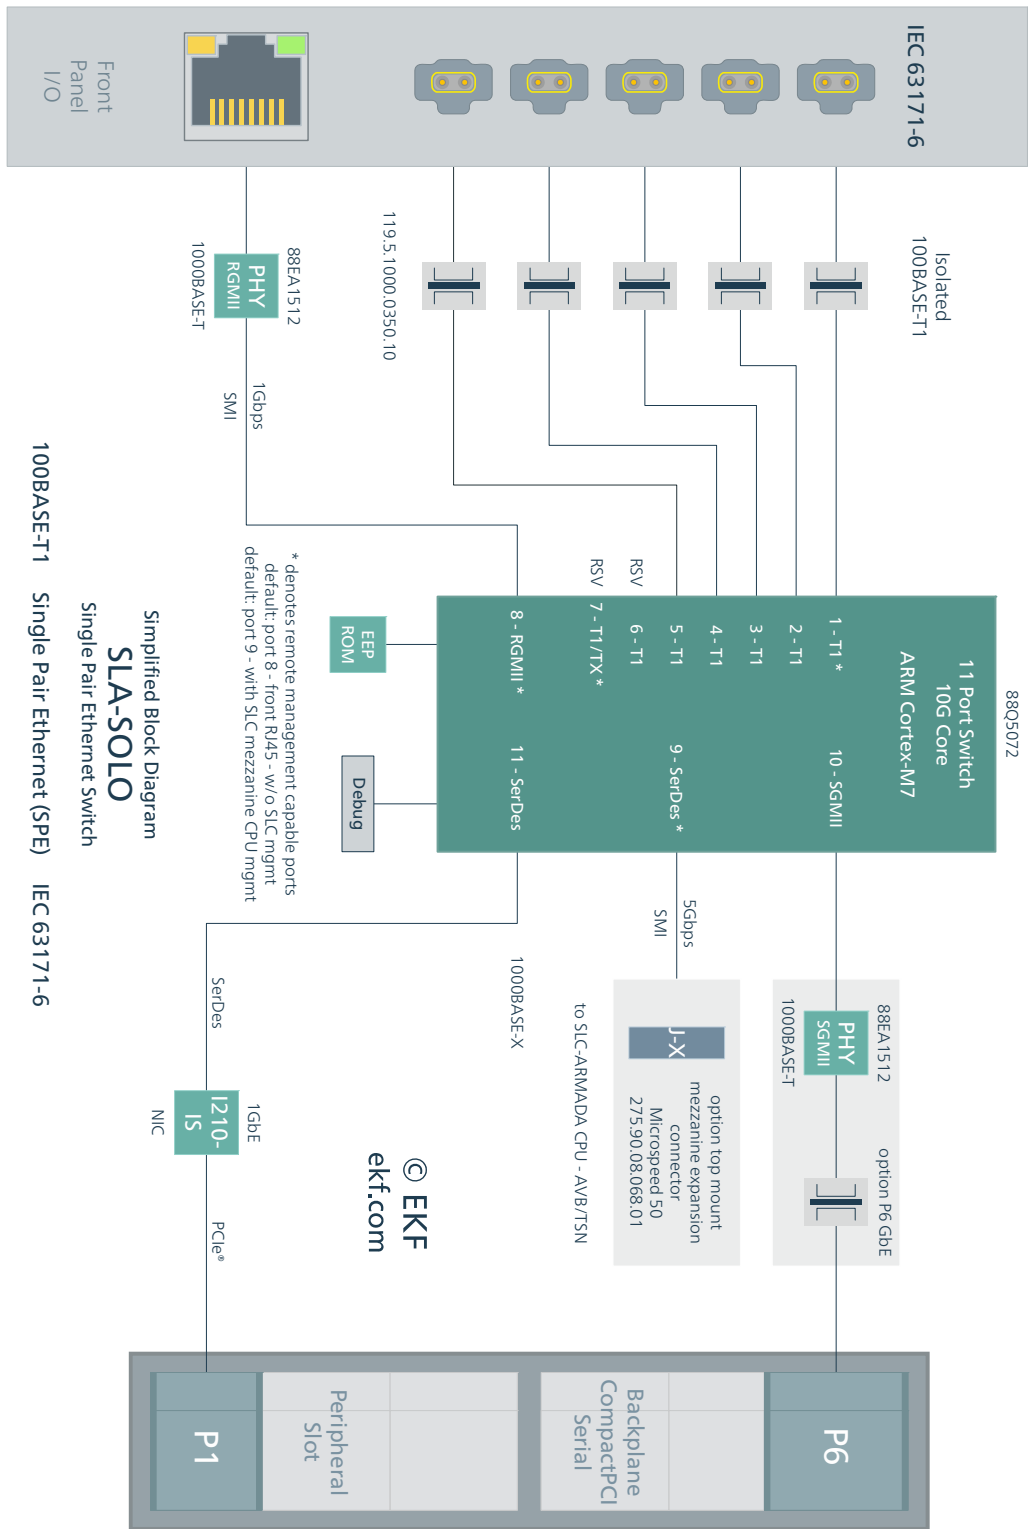 IEC 63171-6
Front
Panel
I/O
Isolated
100BASE-T1
119.5.1000.0350.10
88EA1512
PHY
RGMII
1000BASE-T
1Gbps
SMI
88Q5072
11 Port Switch
10G Core
ARM Cortex-M7
1 - T1 *
2 - T1
3 - T1
4 - T1
5 - T1
RSV
6 - T1
RSV
7 - T1/TX *
8 - RGMII *
10 - SGMII
9 - SerDes *
11 - SerDes
EEP
ROM
Debug
* denotes remote management capable ports
default: port 8 - front RJ45 - w/o SLC mgmt
default: port 9 - with SLC mezzanine CPU mgmt
5Gbps
SMI
88EA1512
PHY
SGMII
1000BASE-T
option P6 GbE
J-X
option top mount
mezzanine expansion
connector
Microspeed 50
275.90.08.068.01
to SLC-ARMADA CPU - AVB/TSN
1000BASE-X
SerDes
1GbE
I210-
IS
NIC
PCIe®
© EKF
ekf.com
P6
Backplane
CompactPCI
Serial
Peripheral
Slot
P1
Simplified Block Diagram
SLA-SOLO
Single Pair Ethernet Switch
100BASE-T1 Single Pair Ethernet (SPE) IEC 63171-6